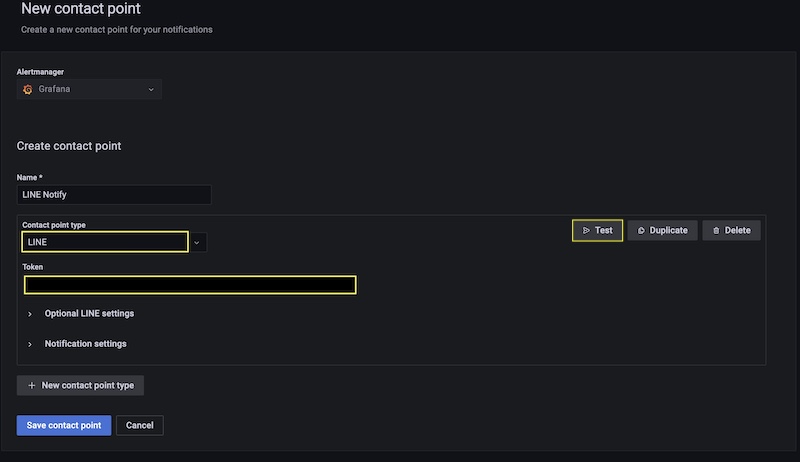 New contact point
Create a new contact point for your notifications
Alertmanager
Grafana
Create contact point
Name *
LINE Notify
Contact point type
LINE
Test
Duplicate
Delete
Token
Optional LINE settings
Notification settings
New contact point type
Save contact point
Cancel